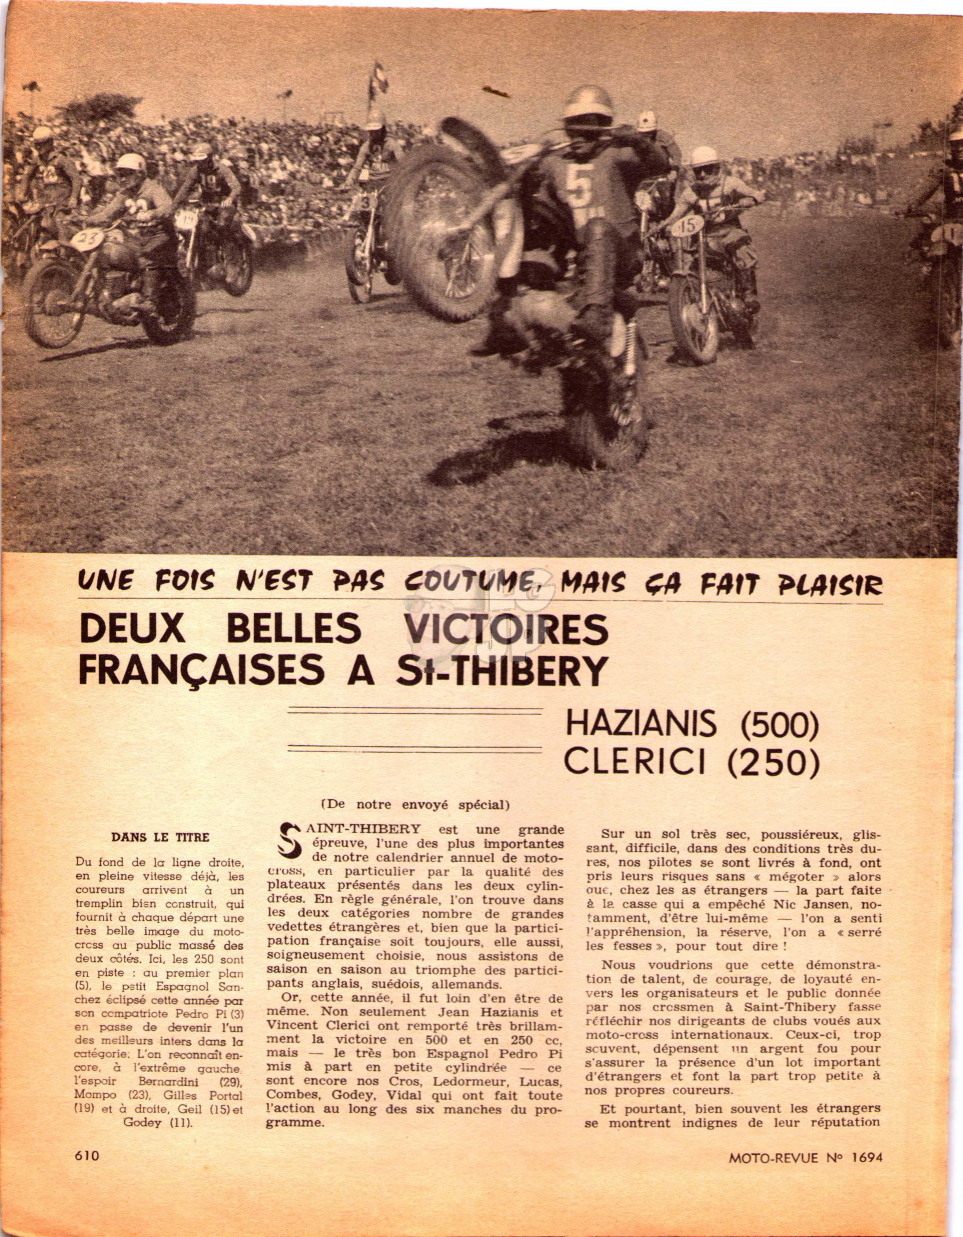 23
19
3
5
15
UNE FOIS N'EST PAS COUTUME, MAIS ÇA FAIT PLAISIR
DEUX BELLES VICTOIRES
FRANÇAISES A St-THIBERY
HAZIANIS (500)
CLERICI (250)
(De notre envoyé spécial)
DANS LE TITRE
Du fond de la ligne droite,
en pleine vitesse déjà, les
coureurs arrivent à un
tremplin bien construit, qui
fournit à chaque départ une
très belle image du moto-
cross au public massé des
deux côtés. Ici, les 250 sont
en piste : au premier plan
(5), le petit Espagnol San-
chez éclipsé cette année par
son compatriote Pedro Pi (3)
en passe de devenir l'un
des meilleurs inters dans la
catégorie. L'on reconnaît en-
core, à l'extrême gauche
l'espoir Bernardini (29),
Mompo (23), Gilles Portal
(19) et à droite, Geil (15) et
Godey (11).
SAINT-THIBERY est une grande
épreuve, l'une des plus importantes
de notre calendrier annuel de moto-
cross, en particulier par la qualité des
plateaux présentés dans les deux cylin-
drées. En règle générale, l'on trouve dans
les deux catégories nombre de grandes
vedettes étrangères et, bien que la partici-
pation française soit toujours, elle aussi,
soigneusement choisie, nous assistons de
saison en saison au triomphe des partici-
pants anglais, suédois, allemands.
Or, cette année, il fut loin d'en être de
même. Non seulement Jean Hazianis et
Vincent Clerici ont remporté très brillam-
ment la victoire en 500 et en 250 cc,
mais — le très bon Espagnol Pedro Pi
mis à part en petite cylindrée — ce
sont encore nos Cros, Ledormeur, Lucas,
Combes, Godey, Vidal qui ont fait toute
l'action au long des six manches du pro-
gramme.
Sur un sol très sec, poussiéreux, glis-
sant, difficile, dans des conditions très du-
res, nos pilotes se sont livrés à fond, ont
pris leurs risques sans « mégoter » alors
que, chez les as étrangers — la part faite
à la casse qui a empêché Nic Jansen, no-
tamment, d'être lui-même — l'on a senti
l'appréhension, la réserve, l'on a « serré
les fesses », pour tout dire !
Nous voudrions que cette démonstra-
tion de talent, de courage, de loyauté en-
vers les organisateurs et le public donnée
par nos crossmen à Saint-Thibery fasse
réfléchir nos dirigeants de clubs voués aux
moto-cross internationaux. Ceux-ci, trop
souvent, dépensent un argent fou pour
s'assurer la présence d'un lot important
d'étrangers et font la part trop petite à
nos propres coureurs.
Et pourtant, bien souvent les étrangers
se montrent indignes de leur réputation
610
MOTO-REVUE N° 1694